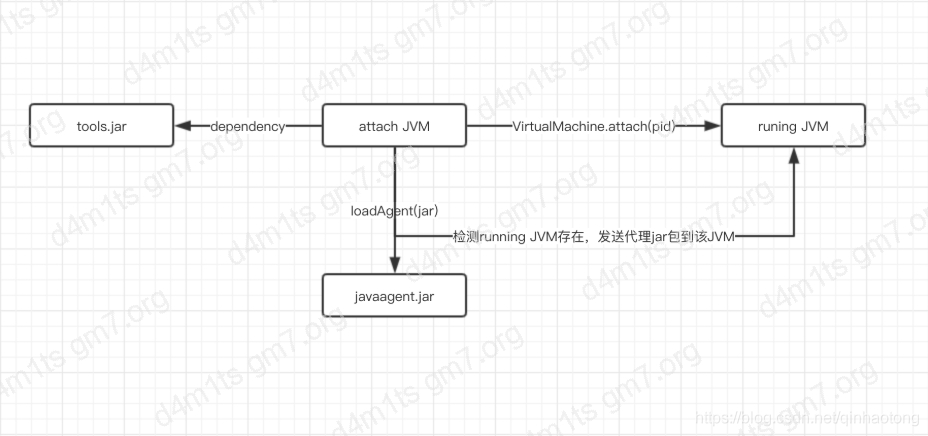 tools.jar
dependency
attach JVM
VirtualMachine.attach(pid)
runing JVM
loadAgent(jar)
检测running JVM存在，发送代理jar包到该JVM
javaagent.jar
d4m1ts gm7.org
https://blog.csdn.net/qinhaotong